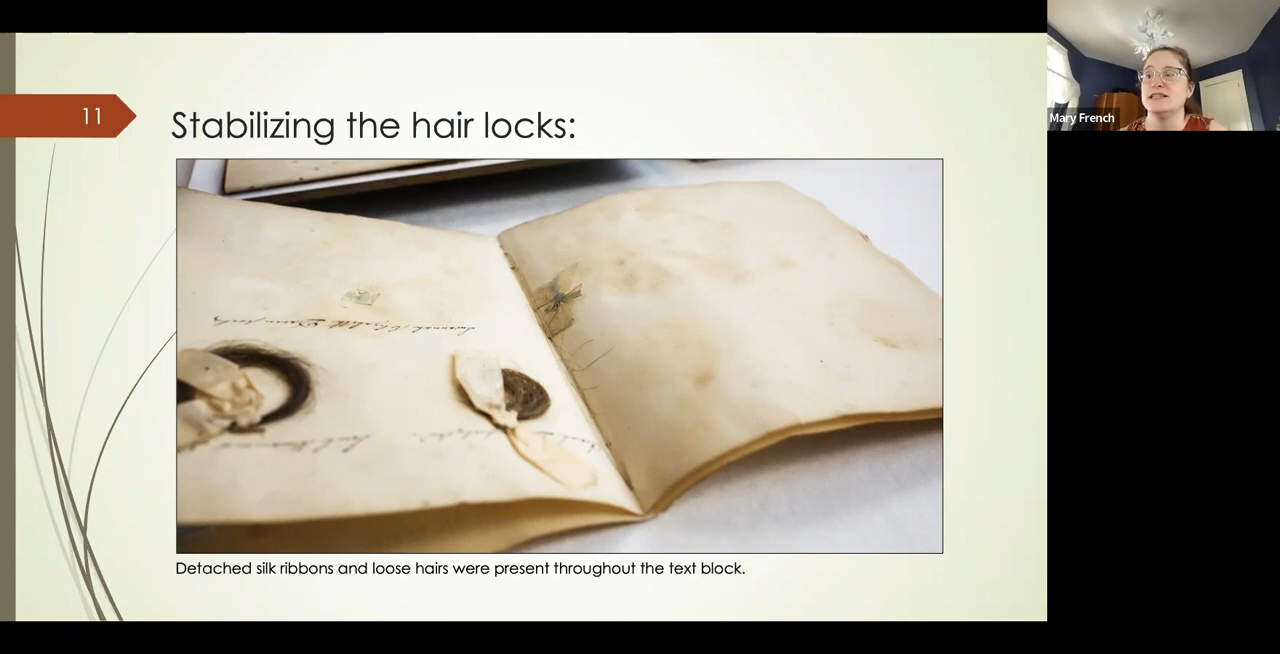 11
Stabilizing the hair locks:
Detached silk ribbons and loose hairs were present throughout the text block.
Mary French